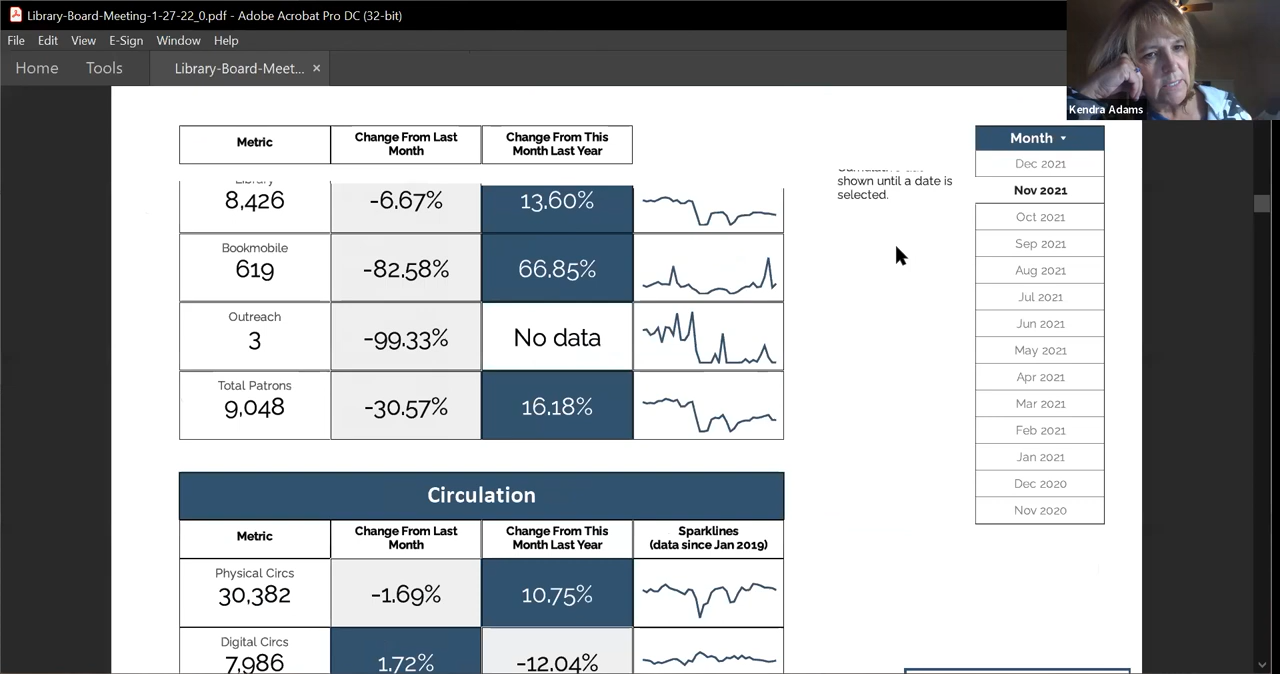 Library-Board-Meeting-1-27-22_0.pdf - Adobe Acrobat Pro DC (32-bit)
File Edit View E-Sign Window Help
Home Tools Library-Board-Meet... ×
Kendra Adams
Metric Change From Last Month Change From This Month Last Year
Library
8,426 -6.67% 13.60%
Bookmobile
619 -82.58% 66.85%
Outreach
3 -99.33% No data
Total Patrons
9,048 -30.57% 16.18%
shown until a date is
selected.
Month
Dec 2021
Nov 2021
Oct 2021
Sep 2021
Aug 2021
Jul 2021
Jun 2021
May 2021
Apr 2021
Mar 2021
Feb 2021
Jan 2021
Dec 2020
Nov 2020
Circulation
Metric Change From Last Month Change From This Month Last Year Sparklines (data since Jan 2019)
Physical Circs
30,382 -1.69% 10.75%
Digital Circs
7,986 1.72% -12.04%